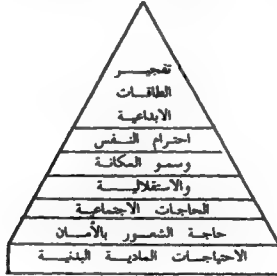 تفجير
الطاقات
الابداعية
احترام النفس
وسمو المكانة
والاستقلالية
الحاجات الاجتماعية
حاجة الشعور بالأمان
الاحتياجات المادية البدنية